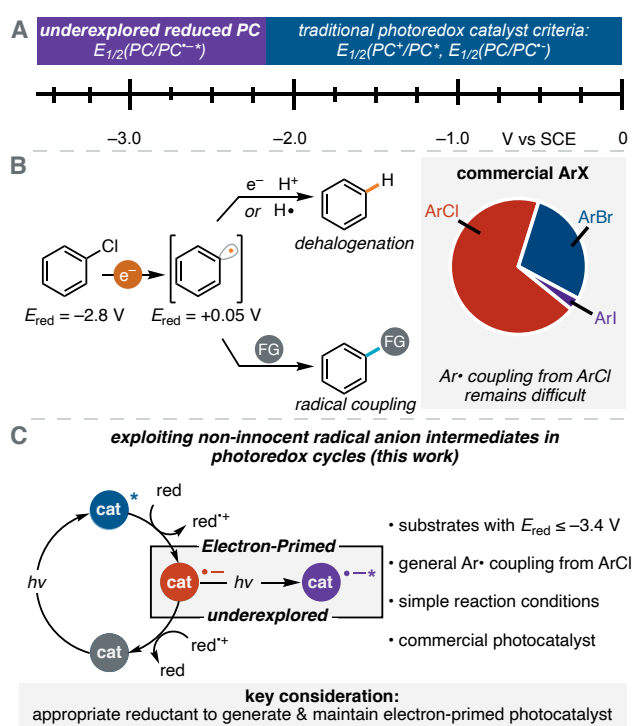 A
underexplored reduced PC
E1/2(PC/PC•–*)
traditional photoredox catalyst criteria:
E1/2(PC+/PC*, E1/2(PC/PC•-)
–3.0
–2.0
–1.0
V vs SCE
0
B
Cl
e–
Ered = –2.8 V
Ered = +0.05 V
e– H+
or H•
H
dehalogenation
FG
FG
radical coupling
commercial ArX
ArCl
ArBr
ArI
Ar• coupling from ArCl
remains difficult
C
exploiting non-innocent radical anion intermediates in
photoredox cycles (this work)
cat *
red
red•+
Electron-Primed
hv
cat •–
hv
cat •–*
underexplored
red•+
cat
red
• substrates with Ered ≤ –3.4 V
• general Ar• coupling from ArCl
• simple reaction conditions
• commercial photocatalyst
key consideration:
appropriate reductant to generate & maintain electron-primed photocatalyst